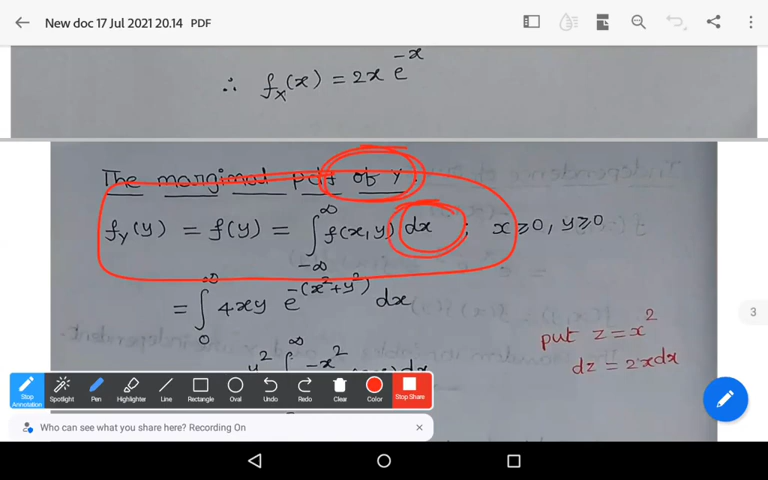 New doc 17 Jul 2021 20.14 PDF
∴ fₓ(x) = 2x e^{-x}
The marginal pdf of Y.
f_Y(y) = f(y) = ∫_{-∞}^{∞} f(x,y) dx ; x ≥ 0, y ≥ 0
= ∫_0^∞ 4xy e^{-(x²+y²)} dx
put z = x²
dz = 2x dx
3
Stop Annotation
Spotlight
Pen
Highlighter
Line
Rectangle
Oval
Undo
Redo
Clear
Color
Stop Share
Who can see what you share here? Recording On